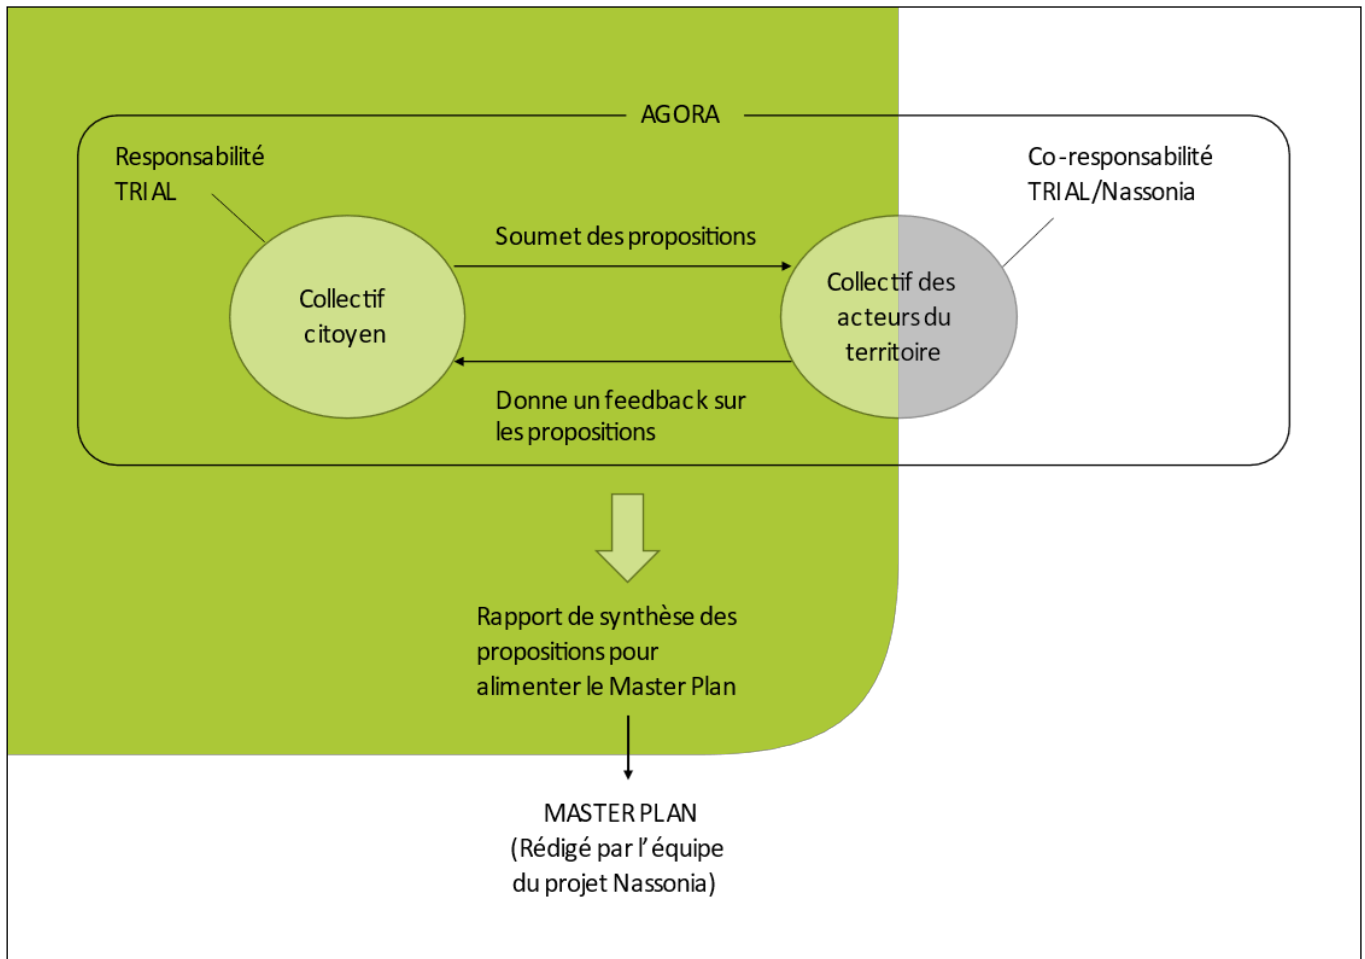 AGORA
Responsabilité
TRIAL
Co-responsabilité
TRIAL/Nassonia
Soumet des propositions
Collectif
citoyen
Collectif des
acteurs du
territoire
Donne un feedback sur
les propositions
Rapport de synthèse des
propositions pour
alimenter le Master Plan
MASTER PLAN
(Rédigé par l’équipe
du projet Nassonia)